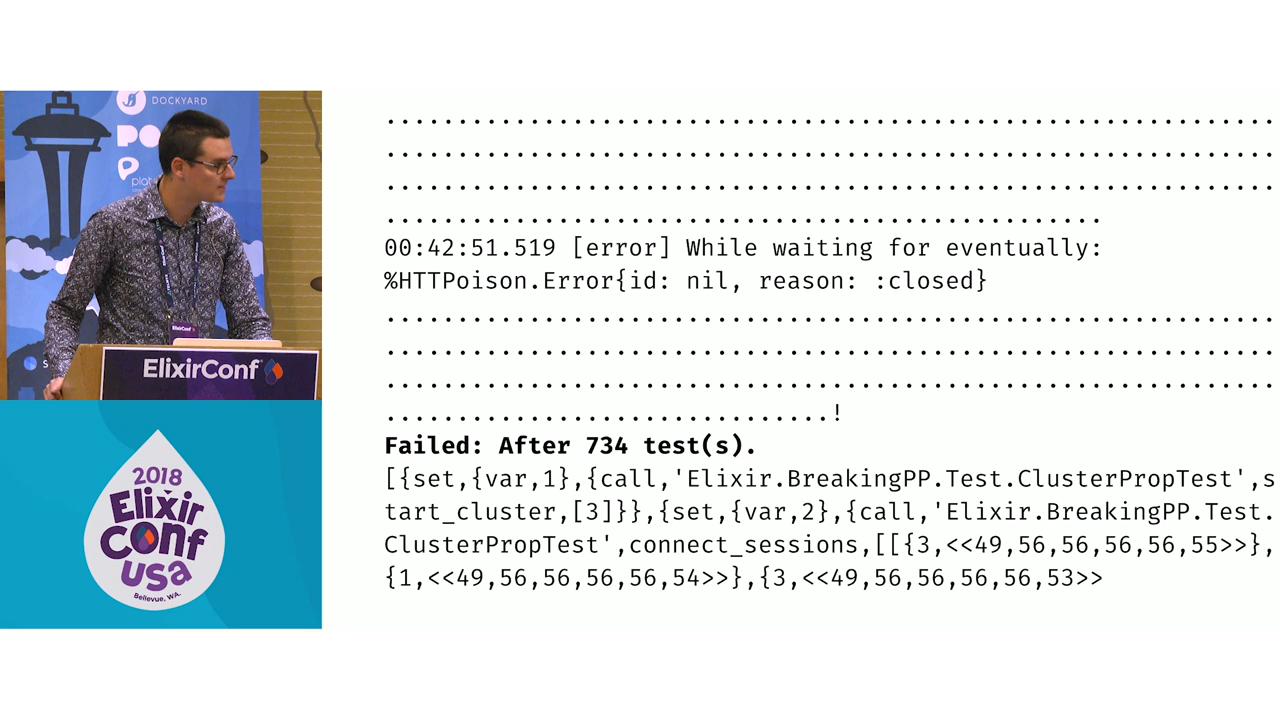 DOCKYARD
ElixirConf
ElixirConf
2018
Elixir
Conf
USA
Bellevue, WA.
..............................................................
..............................................................
..............................................................
..................................................
00:42:51.519 [error] While waiting for eventually:
%HTTPoison.Error{id: nil, reason: :closed}
..............................................................
..............................................................
..............................................................
...............................!
Failed: After 734 test(s).
[{set,{var,1},{call,'Elixir.BreakingPP.Test.ClusterPropTest',s
tart_cluster,[3]}},{set,{var,2},{call,'Elixir.BreakingPP.Test.
ClusterPropTest',connect_sessions,[[{3,<<49,56,56,56,56,55>>},
{1,<<49,56,56,56,56,54>>},{3,<<49,56,56,56,56,53>>